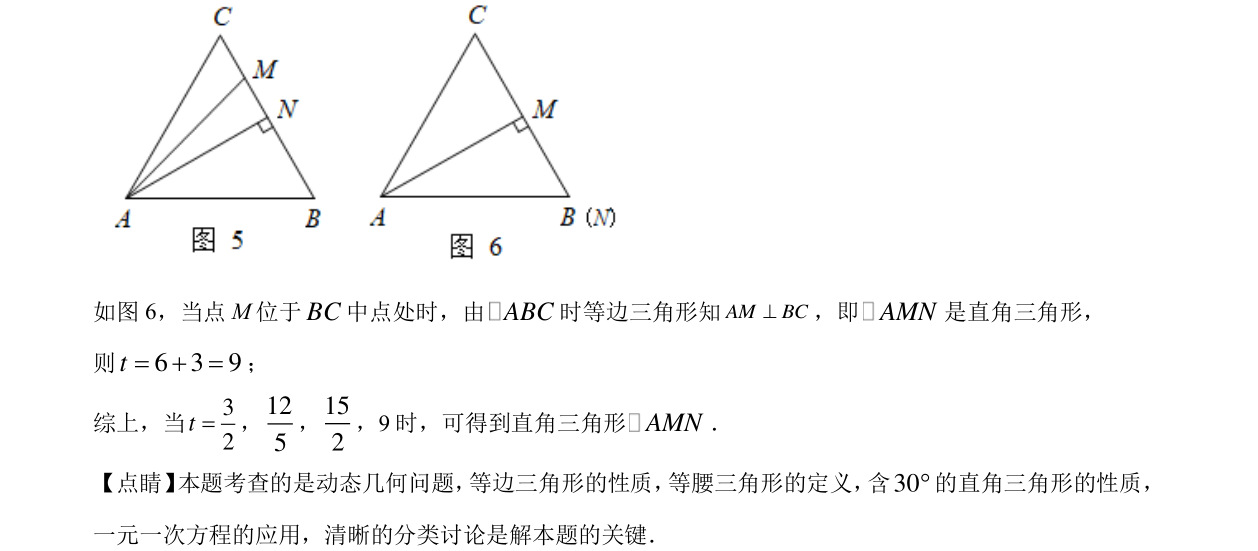 C
C
M
N
M
A
B
A
B (N)
图 5
图 6
如图 6，当点 M 位于 BC 中点处时，由□ABC 时等边三角形知 AM ⊥ BC ，即□ AMN 是直角三角形，
则 t = 6 + 3 = 9 ；
综上，当 t = 3/2 ， 12/5 ， 15/2 ，9 时，可得到直角三角形□ AMN ．
【点睛】本题考查的是动态几何问题，等边三角形的性质，等腰三角形的定义，含 30° 的直角三角形的性质，
一元一次方程的应用，清晰的分类讨论是解本题的关键．